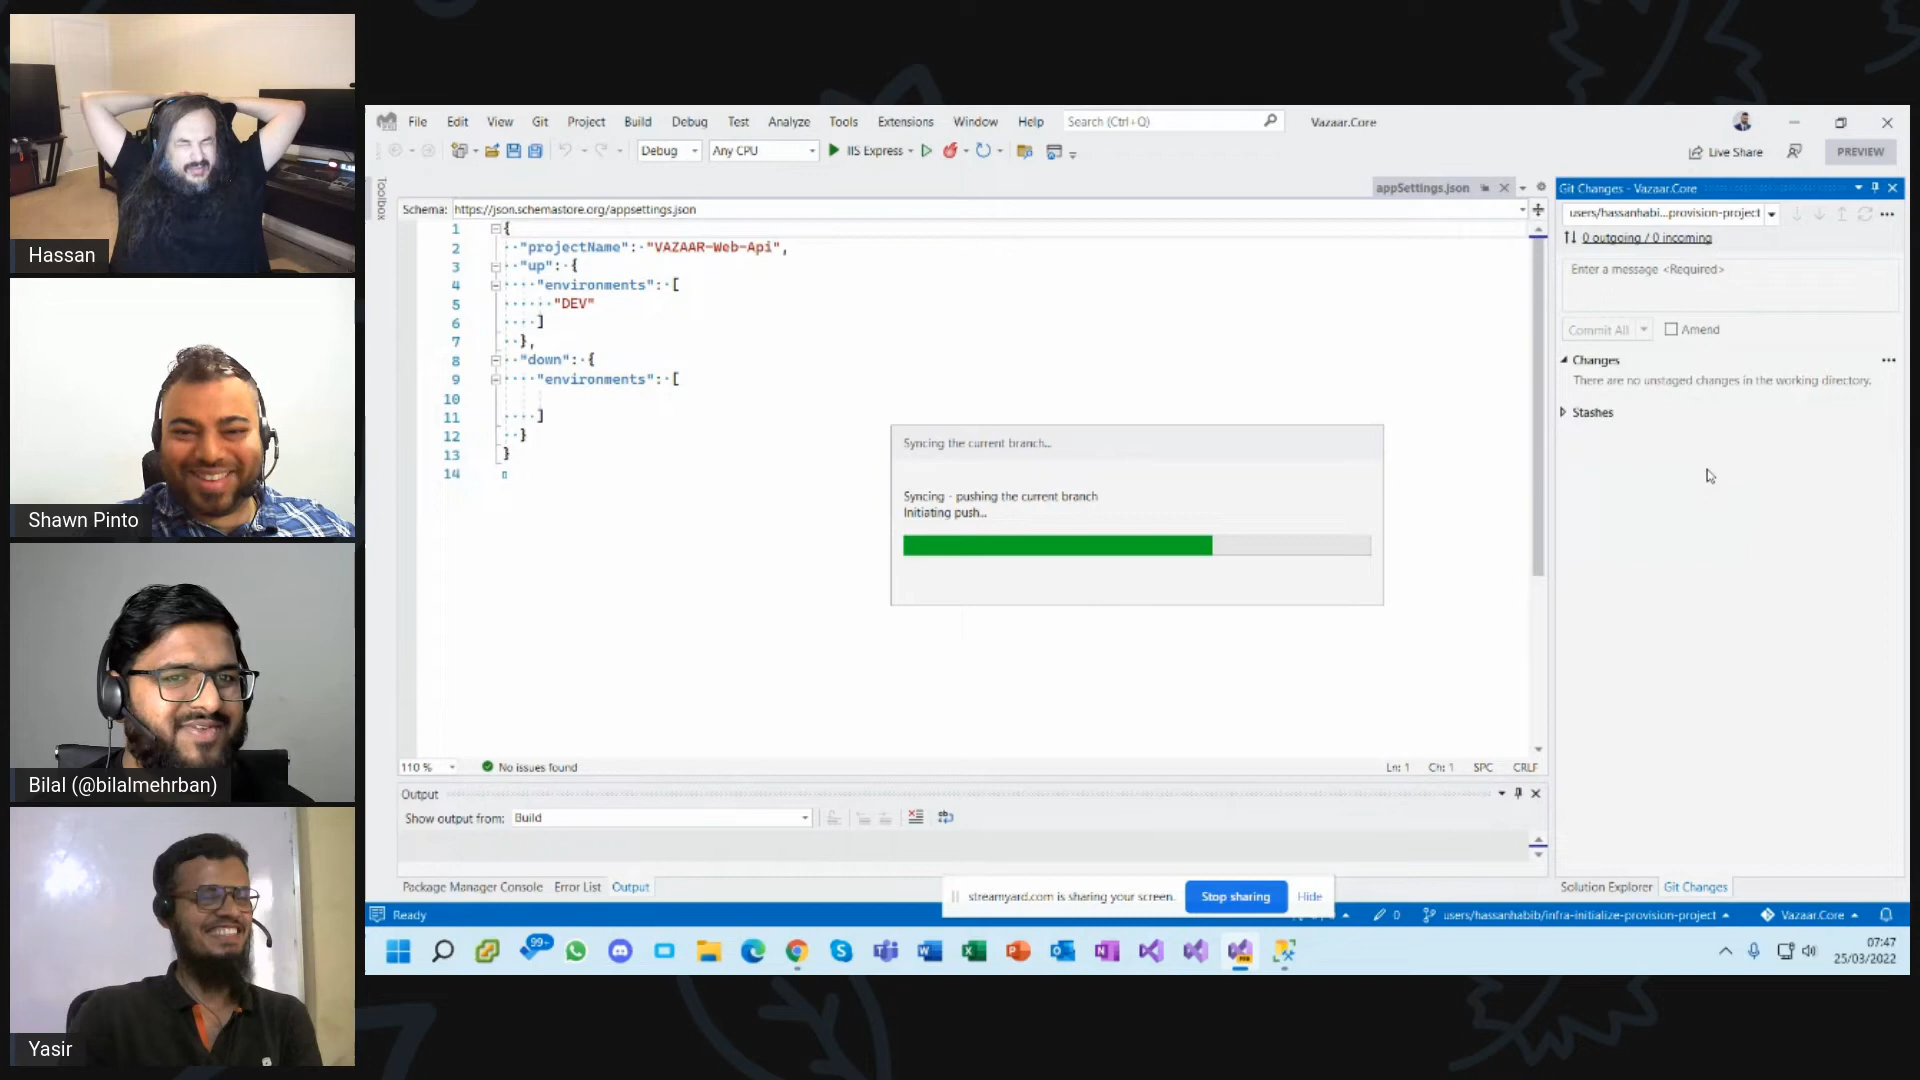 Hassan
Shawn Pinto
Bilal (@bilalmehrban)
Yasir
File Edit View Git Project Build Debug Test Analyze Tools Extensions Window Help Search (Ctrl+Q) Vazaar.Core
Debug Any CPU IIS Express Live Share PREVIEW
Toolbox
appSettings.json
Schema: https://json.schemastore.org/appsettings.json
1 {
2 "projectName": "VAZAAR-Web-Api",
3 "up": {
4 "environments": [
5 "DEV"
6 ]
7 },
8 "down": {
9 "environments": [
10
11 ]
12 }
13 }
14
Syncing the current branch...
Syncing - pushing the current branch
Initiating push...
110 % No issues found Ln: 1 Ch: 1 SPC CRLF
Output
Show output from: Build
Package Manager Console Error List Output
Git Changes - Vazaar.Core
users/hassanhabi...provision-project
0 outgoing / 0 incoming
Enter a message <Required>
Commit All Amend
Changes
There are no unstaged changes in the working directory.
Stashes
Solution Explorer Git Changes
streamyard.com is sharing your screen. Stop sharing Hide
Ready 0 users/hassanhabib/infra-initialize-provision-project Vazaar.Core
99+
07:47
25/03/2022